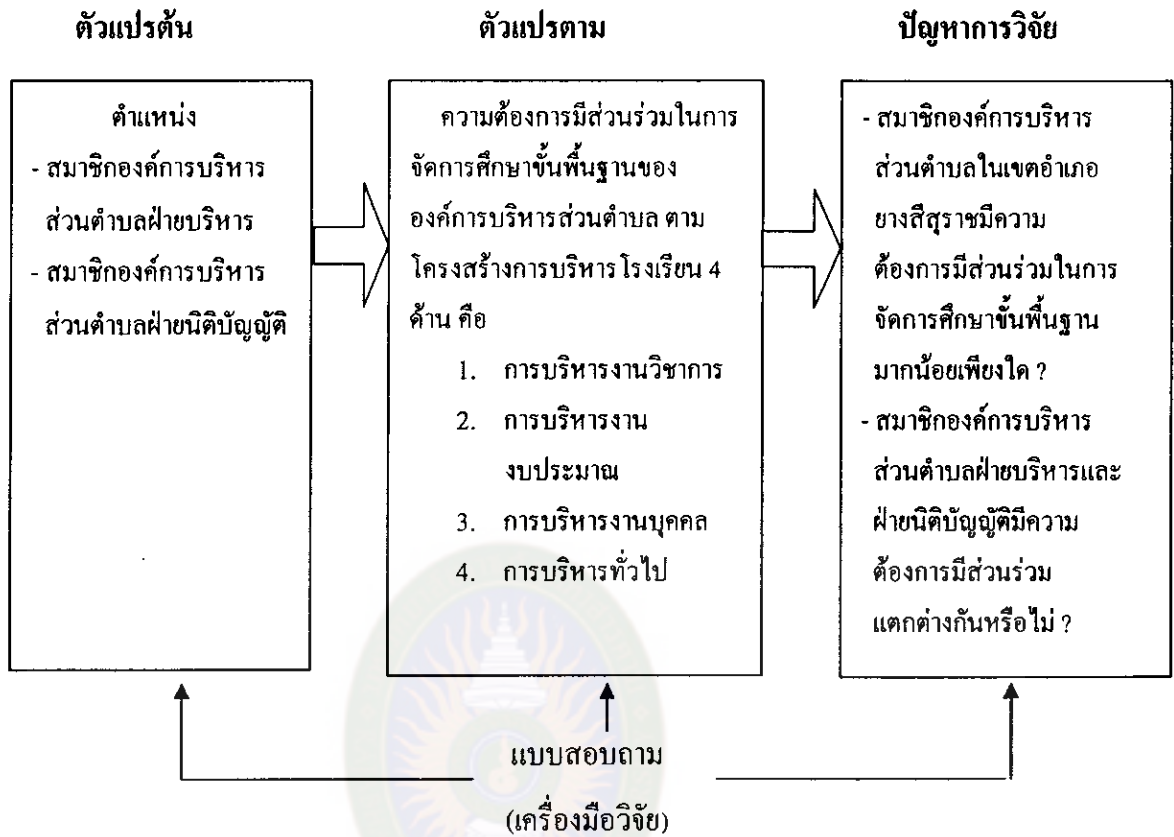 ตัวแปรต้น
ตำแหน่ง
- สมาชิกองค์การบริหาร
ส่วนตำบลฝ่ายบริหาร
- สมาชิกองค์การบริหาร
ส่วนตำบลฝ่ายนิติบัญญัติ
ตัวแปรตาม
ความต้องการมีส่วนร่วมในการ
จัดการศึกษาขั้นพื้นฐานของ
องค์การบริหารส่วนตำบล ตาม
โครงสร้างการบริหารโรงเรียน 4
ด้าน คือ
1. การบริหารงานวิชาการ
2. การบริหารงาน
งบประมาณ
3. การบริหารงานบุคคล
4. การบริหารทั่วไป
ปัญหาการวิจัย
- สมาชิกองค์การบริหาร
ส่วนตำบลในเขตอำเภอ
ยางสีสุราชมีความ
ต้องการมีส่วนร่วมในการ
จัดการศึกษาขั้นพื้นฐาน
มากน้อยเพียงใด ?
- สมาชิกองค์การบริหาร
ส่วนตำบลฝ่ายบริหารและ
ฝ่ายนิติบัญญัติมีความ
ต้องการมีส่วนร่วม
แตกต่างกันหรือไม่ ?
แบบสอบถาม
(เครื่องมือวิจัย)